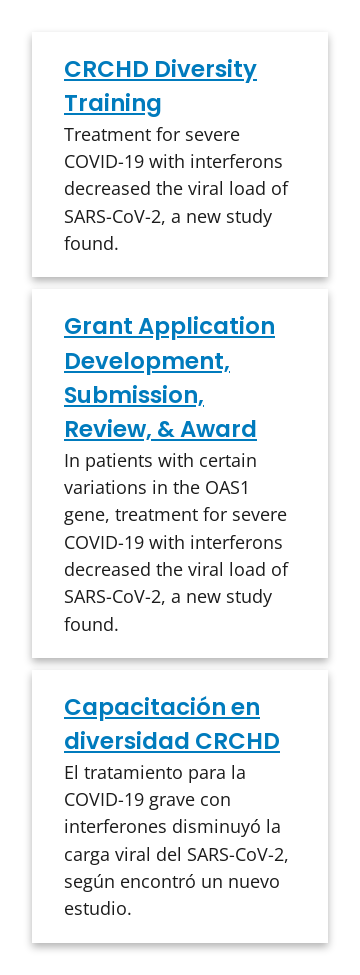 CRCHD Diversity
Training
Treatment for severe
COVID-19 with interferons
decreased the viral load of
SARS-CoV-2, a new study
found.
Grant Application
Development,
Submission,
Review, & Award
In patients with certain
variations in the OAS1
gene, treatment for severe
COVID-19 with interferons
decreased the viral load of
SARS-CoV-2, a new study
found.
Capacitación en
diversidad CRCHD
El tratamiento para la
COVID-19 grave con
interferones disminuyó la
carga viral del SARS-CoV-2,
según encontró un nuevo
estudio.